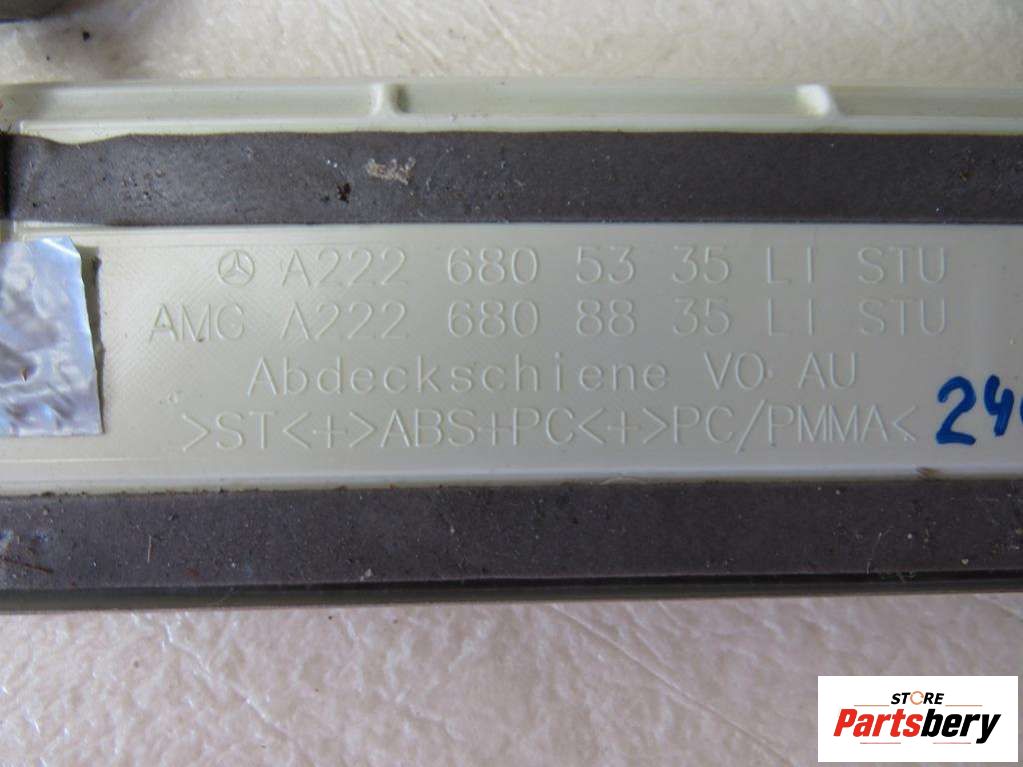 A222 680 53 35 LI STU
AMG A222 680 88 35 LI STU
Abdeckschiene VO AU
>ST<+>ABS+PC<+>PC/PMMA<
STORE
Partsbery